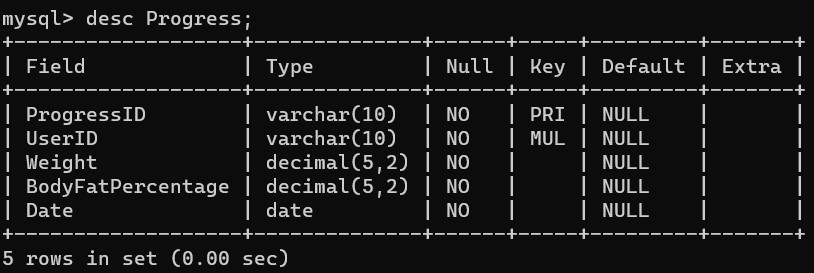 mysql> desc Progress;
+-------------------+--------------+------+-----+---------+-------+
| Field             | Type         | Null | Key | Default | Extra |
+-------------------+--------------+------+-----+---------+-------+
| ProgressID        | varchar(10)  | NO   | PRI | NULL    |       |
| UserID            | varchar(10)  | NO   | MUL | NULL    |       |
| Weight            | decimal(5,2) | NO   |     | NULL    |       |
| BodyFatPercentage | decimal(5,2) | NO   |     | NULL    |       |
| Date              | date         | NO   |     | NULL    |       |
+-------------------+--------------+------+-----+---------+-------+
5 rows in set (0.00 sec)